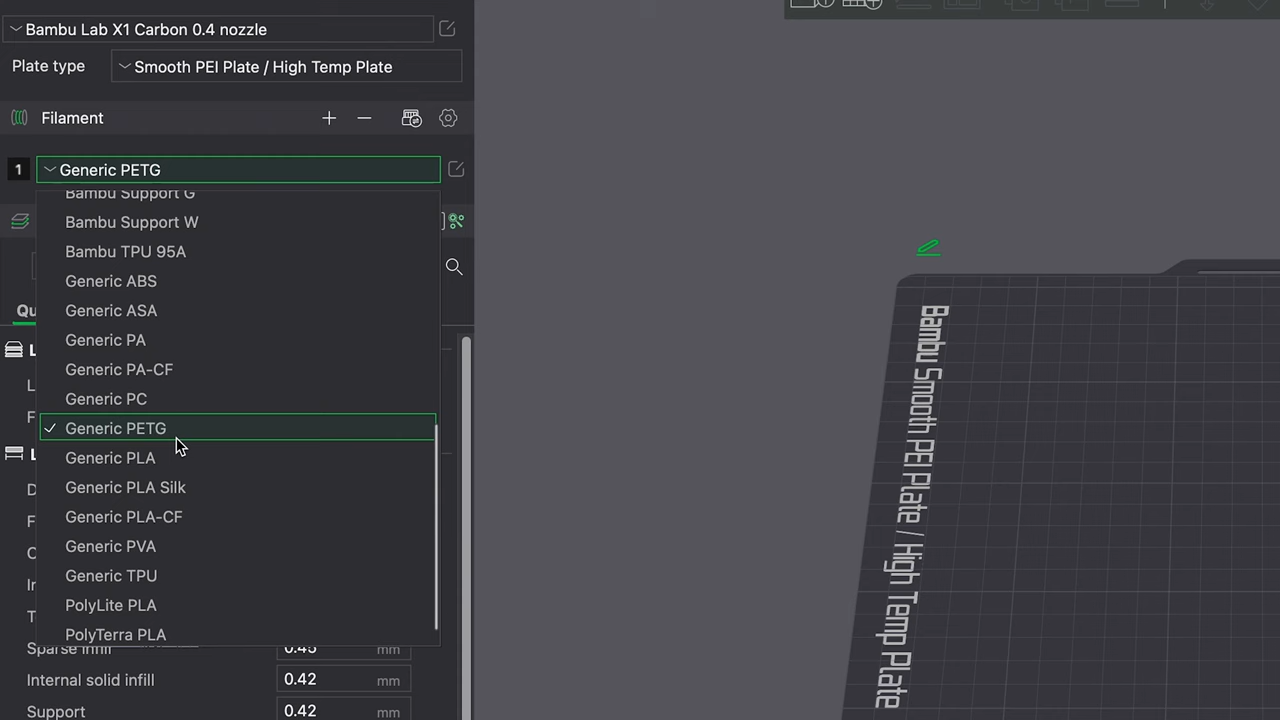 Bambu Lab X1 Carbon 0.4 nozzle
Plate type
Smooth PEI Plate / High Temp Plate
Filament
1
Generic PETG
Bambu Support G
Bambu Support W
Bambu TPU 95A
Generic ABS
Generic ASA
Generic PA
Generic PA-CF
Generic PC
Generic PETG
Generic PLA
Generic PLA Silk
Generic PLA-CF
Generic PVA
Generic TPU
PolyLite PLA
PolyTerra PLA
Sparse infill 0.45 mm
Internal solid infill 0.42 mm
Support 0.42 mm
Bambu Smooth PEI Plate / High Temp Plate